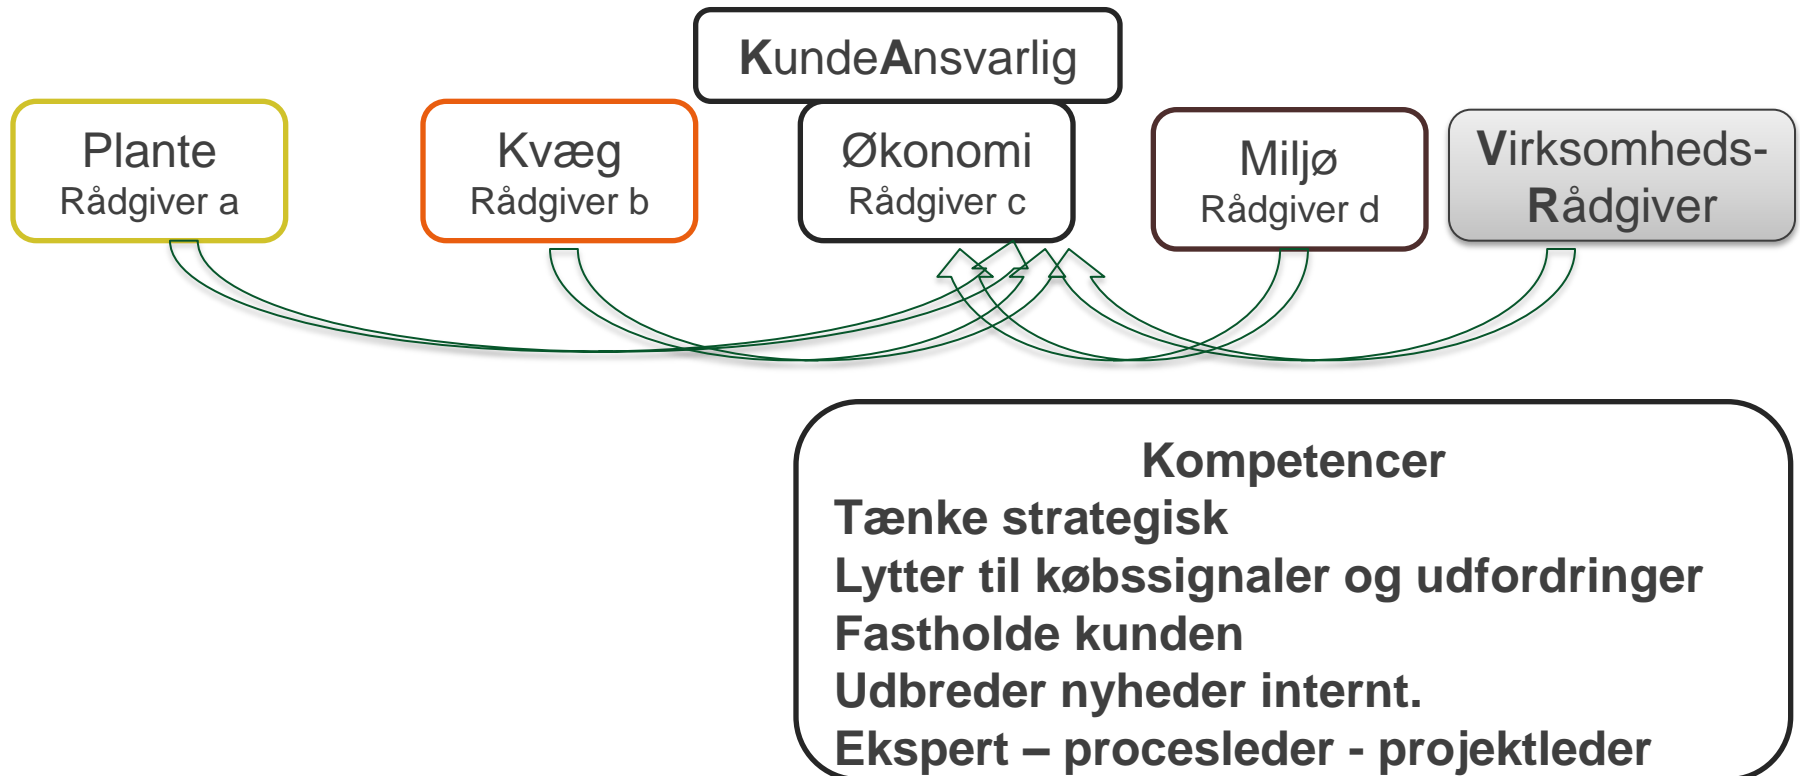 KundeAnsvarlig
Plante
Rådgiver a
Kvæg
Rådgiver b
Økonomi
Rådgiver c
Miljø
Rådgiver d
Virksomheds-
Rådgiver
Kompetencer
Tænke strategisk
Lytter til købssignaler og udfordringer
Fastholde kunden
Udbreder nyheder internt.
Ekspert – procesleder - projektleder